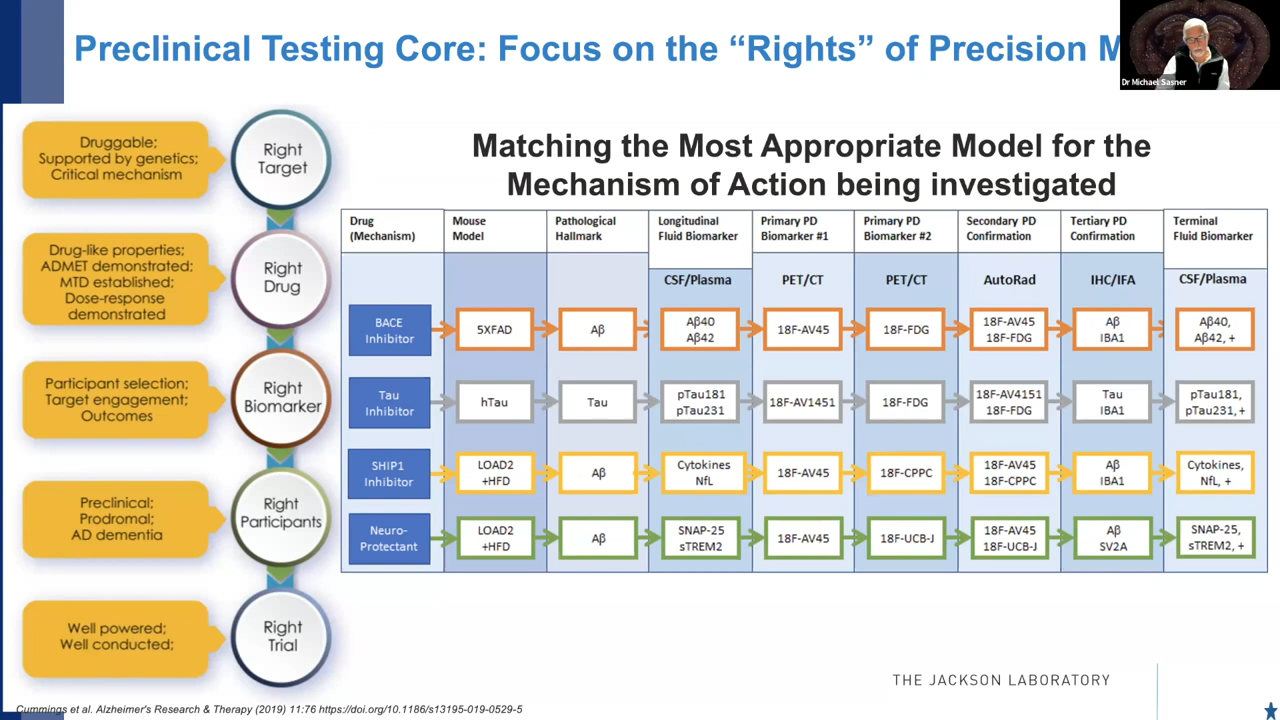 Preclinical Testing Core: Focus on the “Rights” of Precision M
Dr Michael Sasner
Druggable;
Supported by genetics;
Critical mechanism
Right
Target
Drug-like properties;
ADMET demonstrated;
MTD established;
Dose-response
demonstrated
Right
Drug
Participant selection;
Target engagement;
Outcomes
Right
Biomarker
Preclinical;
Prodromal;
AD dementia
Right
Participants
Well powered;
Well conducted;
Right
Trial
Matching the Most Appropriate Model for the
Mechanism of Action being investigated
Drug
(Mechanism)
Mouse
Model
Pathological
Hallmark
Longitudinal
Fluid Biomarker
Primary PD
Biomarker #1
Primary PD
Biomarker #2
Secondary PD
Confirmation
Tertiary PD
Confirmation
Terminal
Fluid Biomarker
CSF/Plasma
PET/CT
PET/CT
AutoRad
IHC/IFA
CSF/Plasma
BACE
Inhibitor
5XFAD
Aβ
Aβ40
Aβ42
18F-AV45
18F-FDG
18F-AV45
18F-FDG
Aβ
IBA1
Aβ40,
Aβ42, +
Tau
Inhibitor
hTau
Tau
pTau181
pTau231
18F-AV1451
18F-FDG
18F-AV4151
18F-FDG
Tau
IBA1
pTau181,
pTau231, +
SHIP1
Inhibitor
LOAD2
+HFD
Aβ
Cytokines
NfL
18F-AV45
18F-CPPC
18F-AV45
18F-CPPC
Aβ
IBA1
Cytokines,
NfL, +
Neuro-
Protectant
LOAD2
+HFD
Aβ
SNAP-25
sTREM2
18F-AV45
18F-UCB-J
18F-AV45
18F-UCB-J
Aβ
SV2A
SNAP-25,
sTREM2, +
THE JACKSON LABORATORY
Cummings et al. Alzheimer's Research & Therapy (2019) 11:76 https://doi.org/10.1186/s13195-019-0529-5